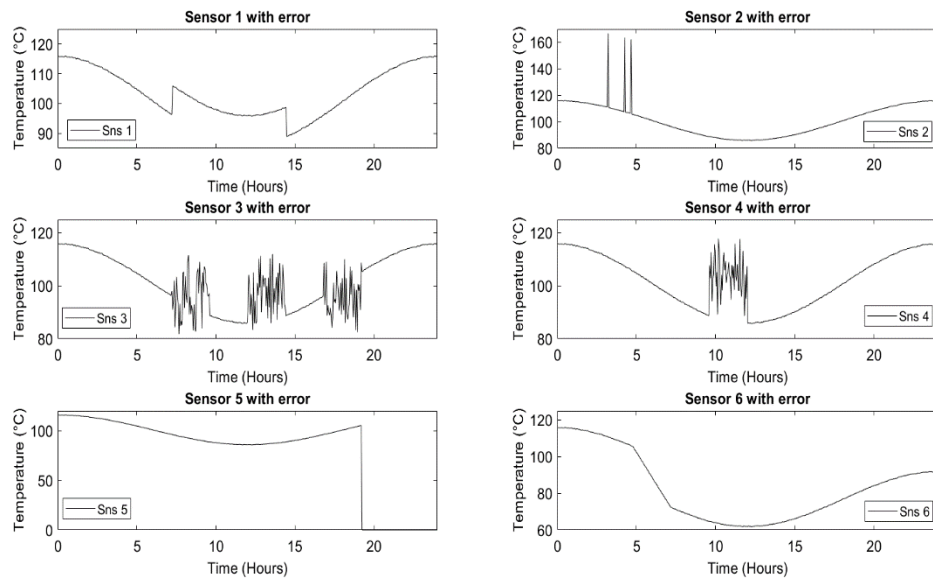 Sensor 1 with error
Temperature (°C)
120
110
100
90
Sns 1
0 5 10 15 20
Time (Hours)
Sensor 2 with error
Temperature (°C)
160
140
120
100
80
Sns 2
0 5 10 15 20
Time (Hours)
Sensor 3 with error
Temperature (°C)
120
100
80
Sns 3
0 5 10 15 20
Time (Hours)
Sensor 4 with error
Temperature (°C)
120
100
80
Sns 4
0 5 10 15 20
Time (Hours)
Sensor 5 with error
Temperature (°C)
100
50
0
Sns 5
0 5 10 15 20
Time (Hours)
Sensor 6 with error
Temperature (°C)
120
100
80
60
Sns 6
0 5 10 15 20
Time (Hours)